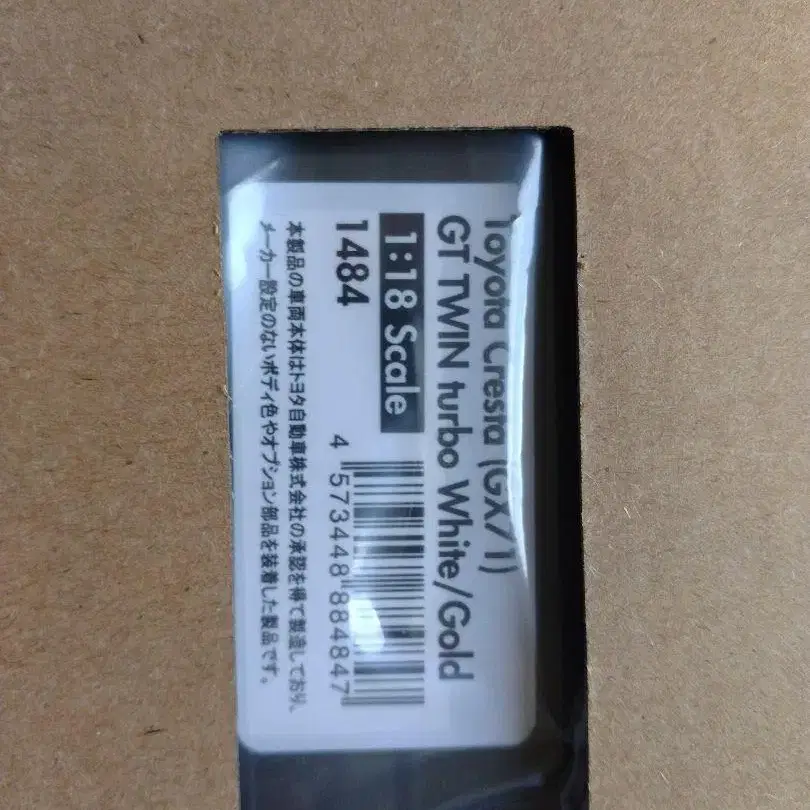 Toyota Cresta (GX71)
GT TWIN turbo White/Gold
1:18 Scale
1484
4 573448 884847
本製品の車両本体はトヨタ自動車株式会社の承認を得て製造しており、
メーカー設定のないボディ色やオプション部品を装着した製品です。